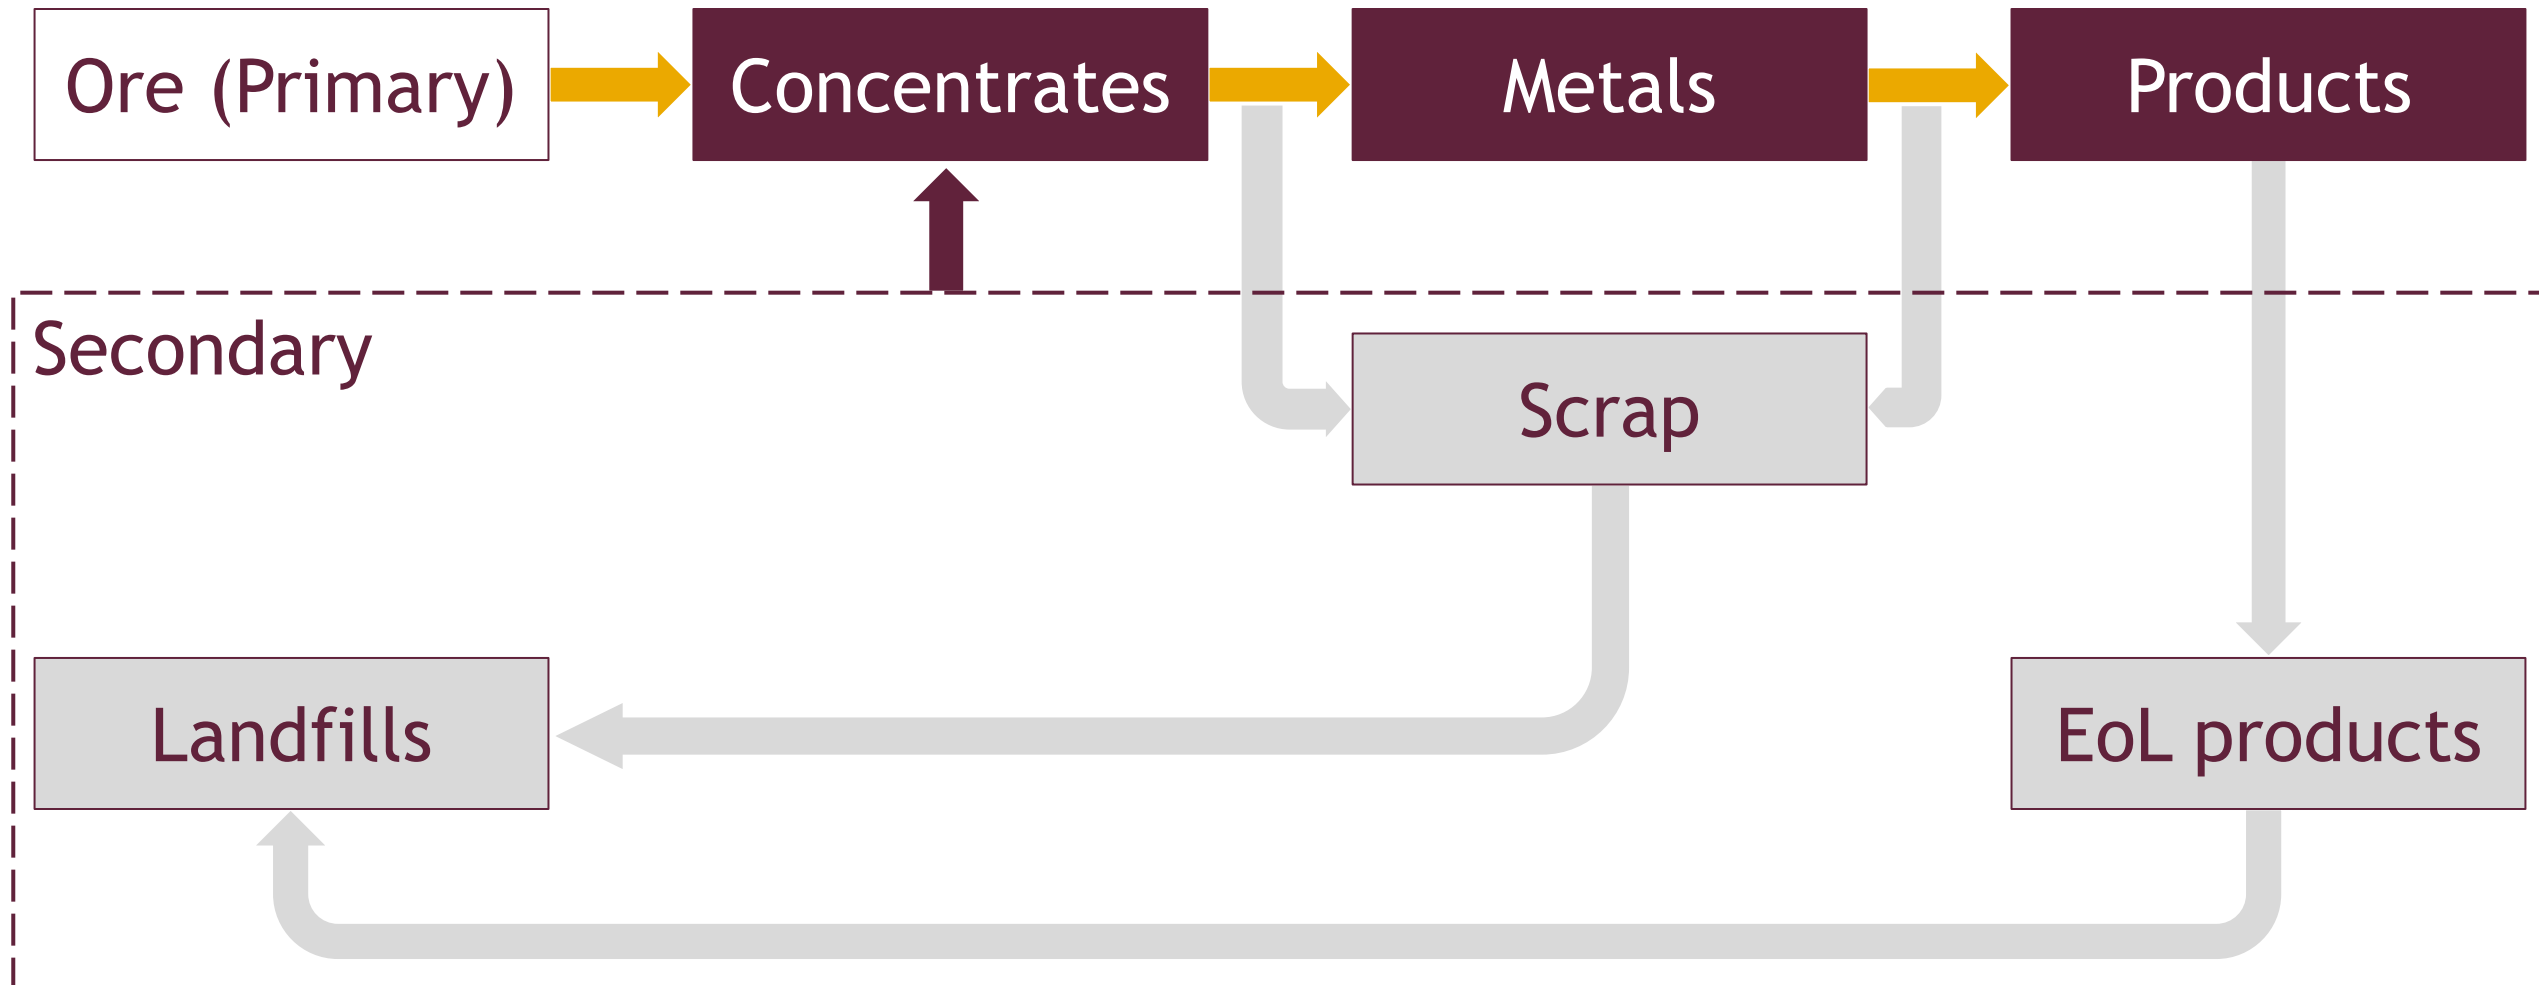 Ore (Primary)
Concentrates
Metals
Products
Secondary
Scrap
Landfills
EoL products